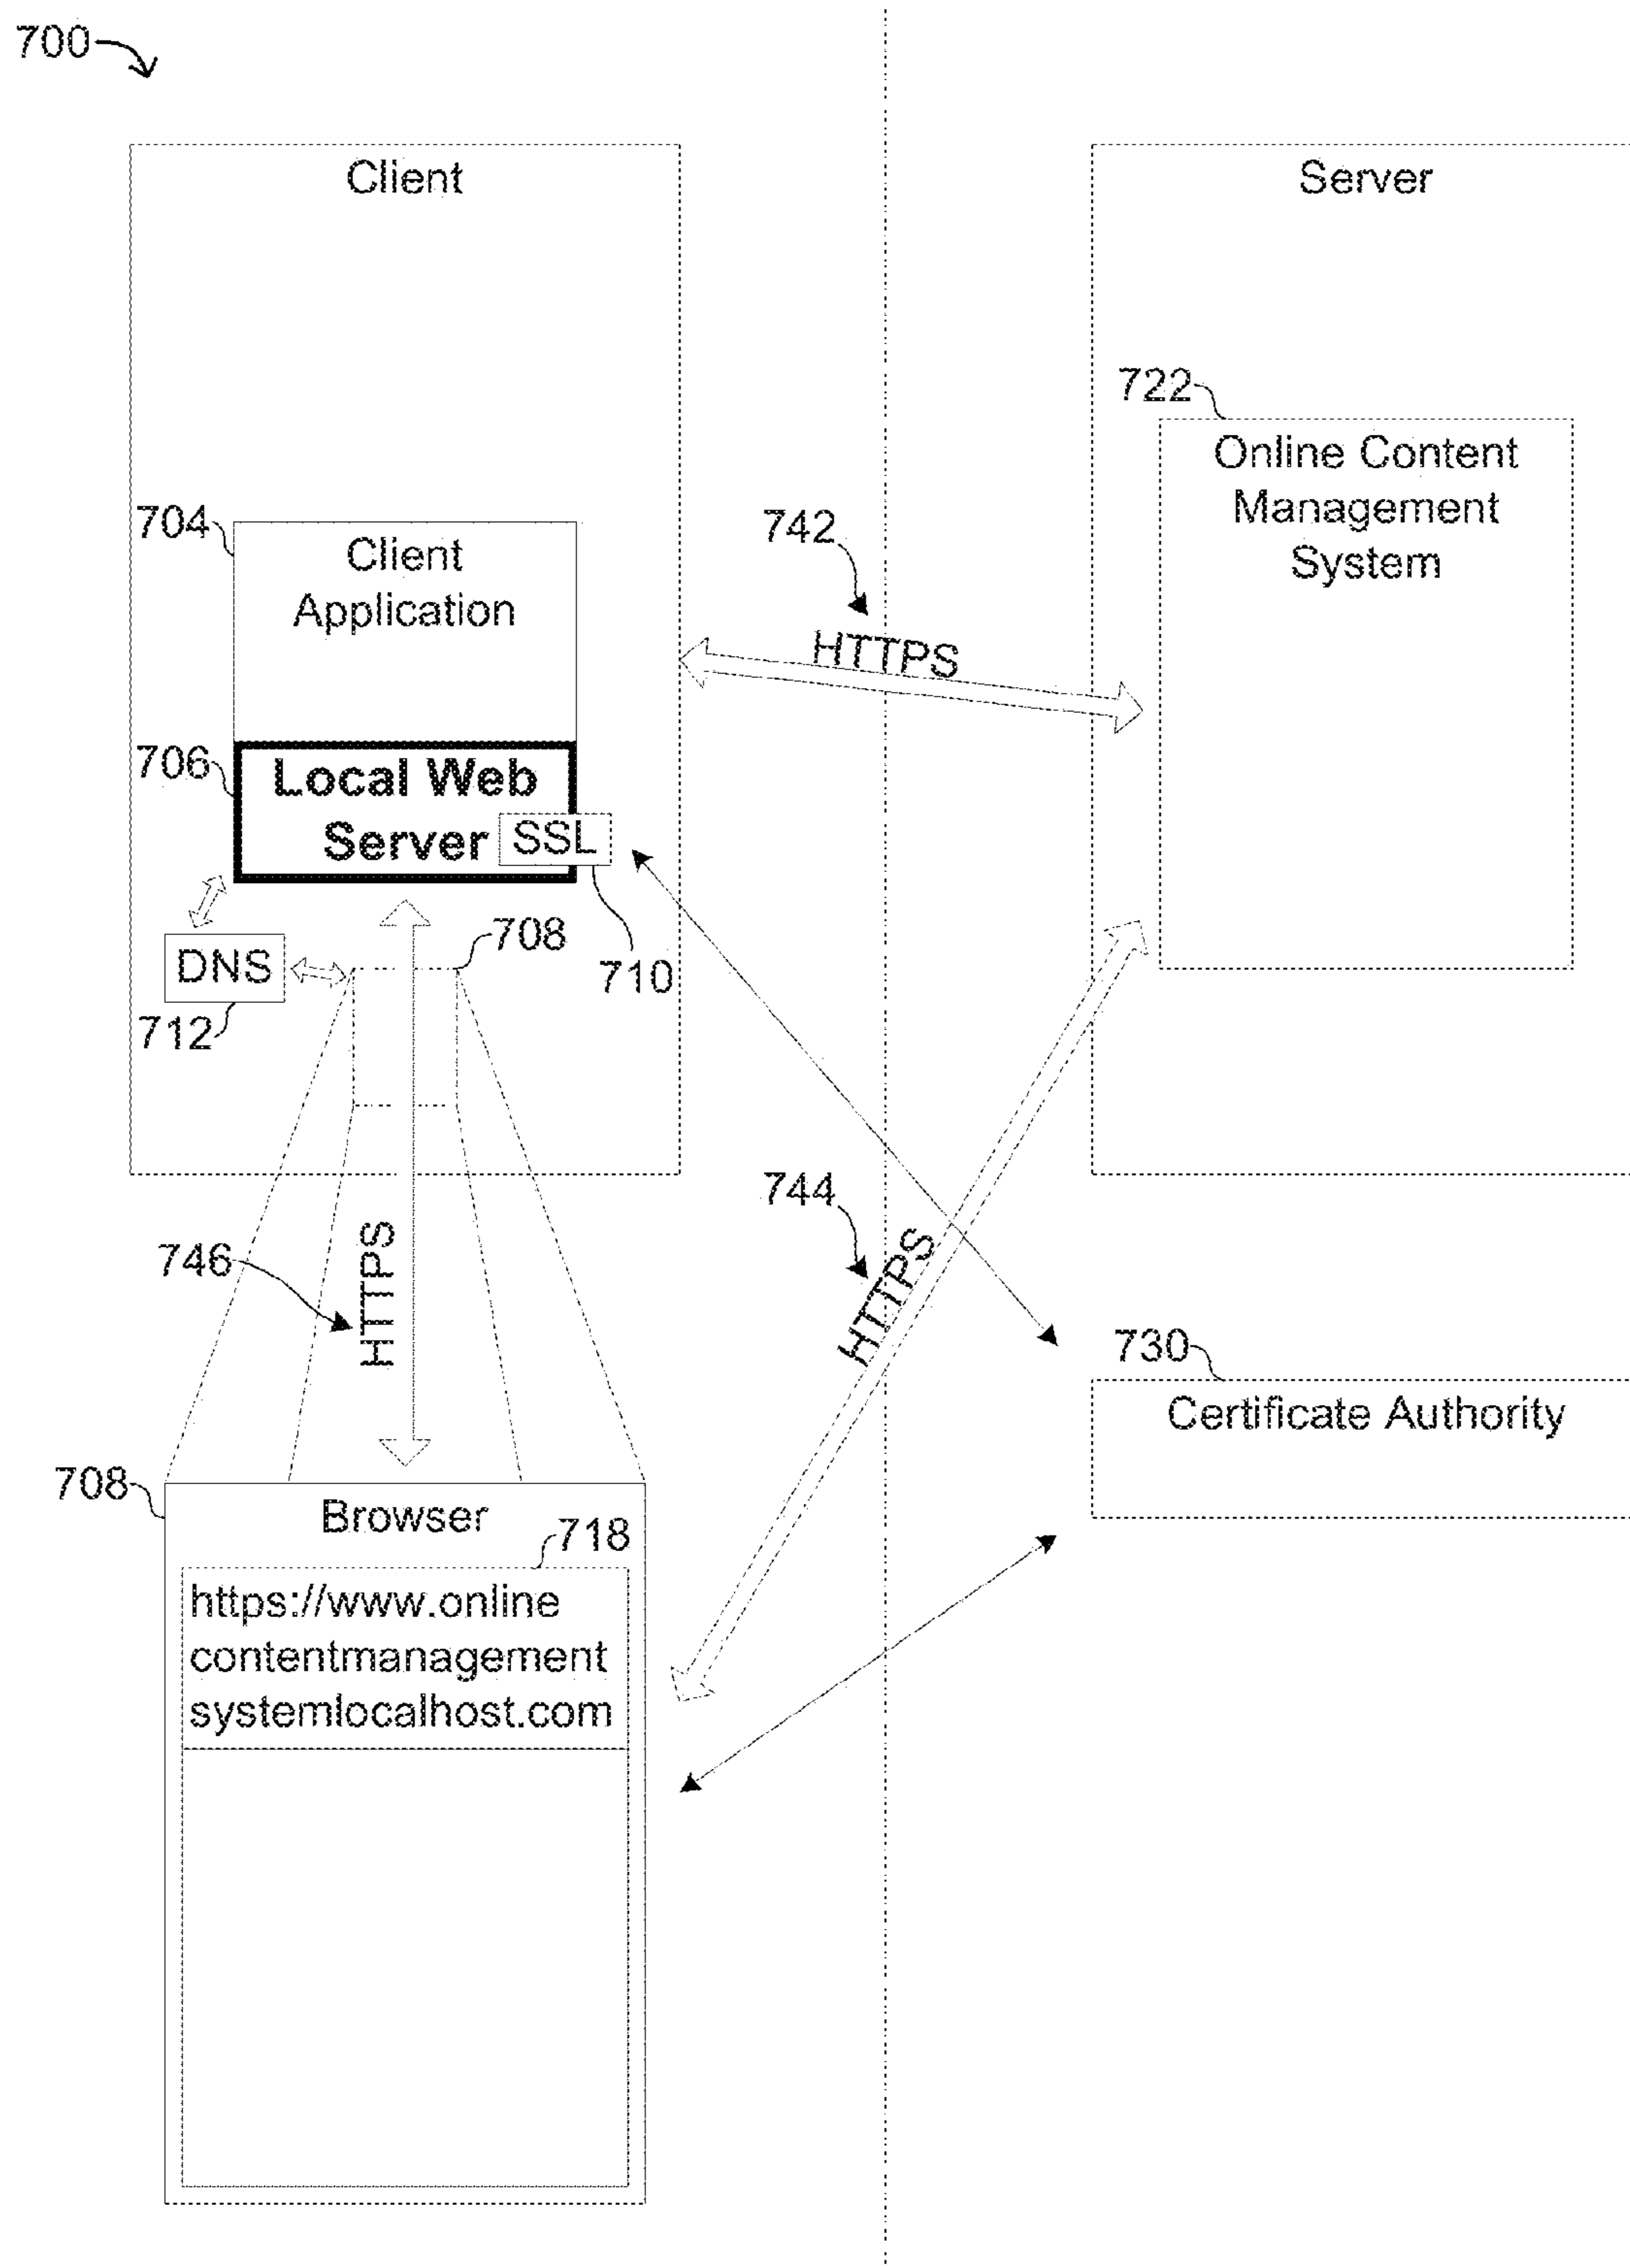 700
Client
Server
722
Online Content
Management
System
704
Client
Application
742
HTTPS
706
Local Web
Server
SSL
708
710
DNS
712
744
HTTPS
746
HTTPS
730
Certificate Authority
708
Browser
718
https://www.online
contentmanagement
systemlocalhost.com